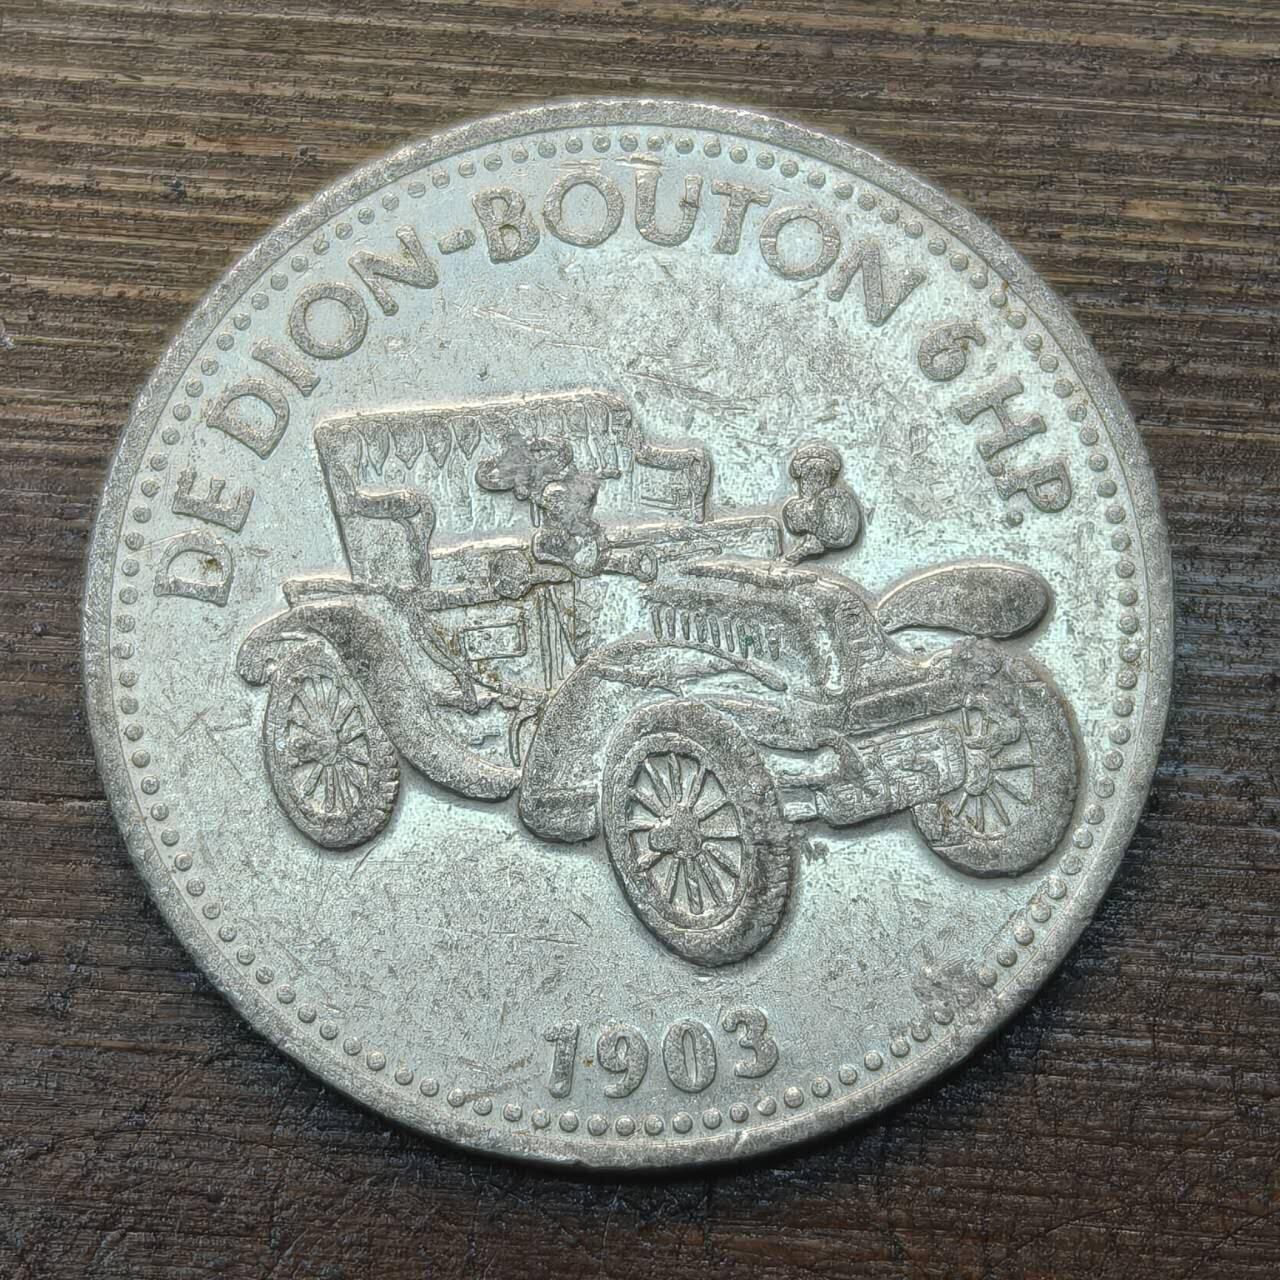 DE DION-BOUTON 6 H.P.
1903